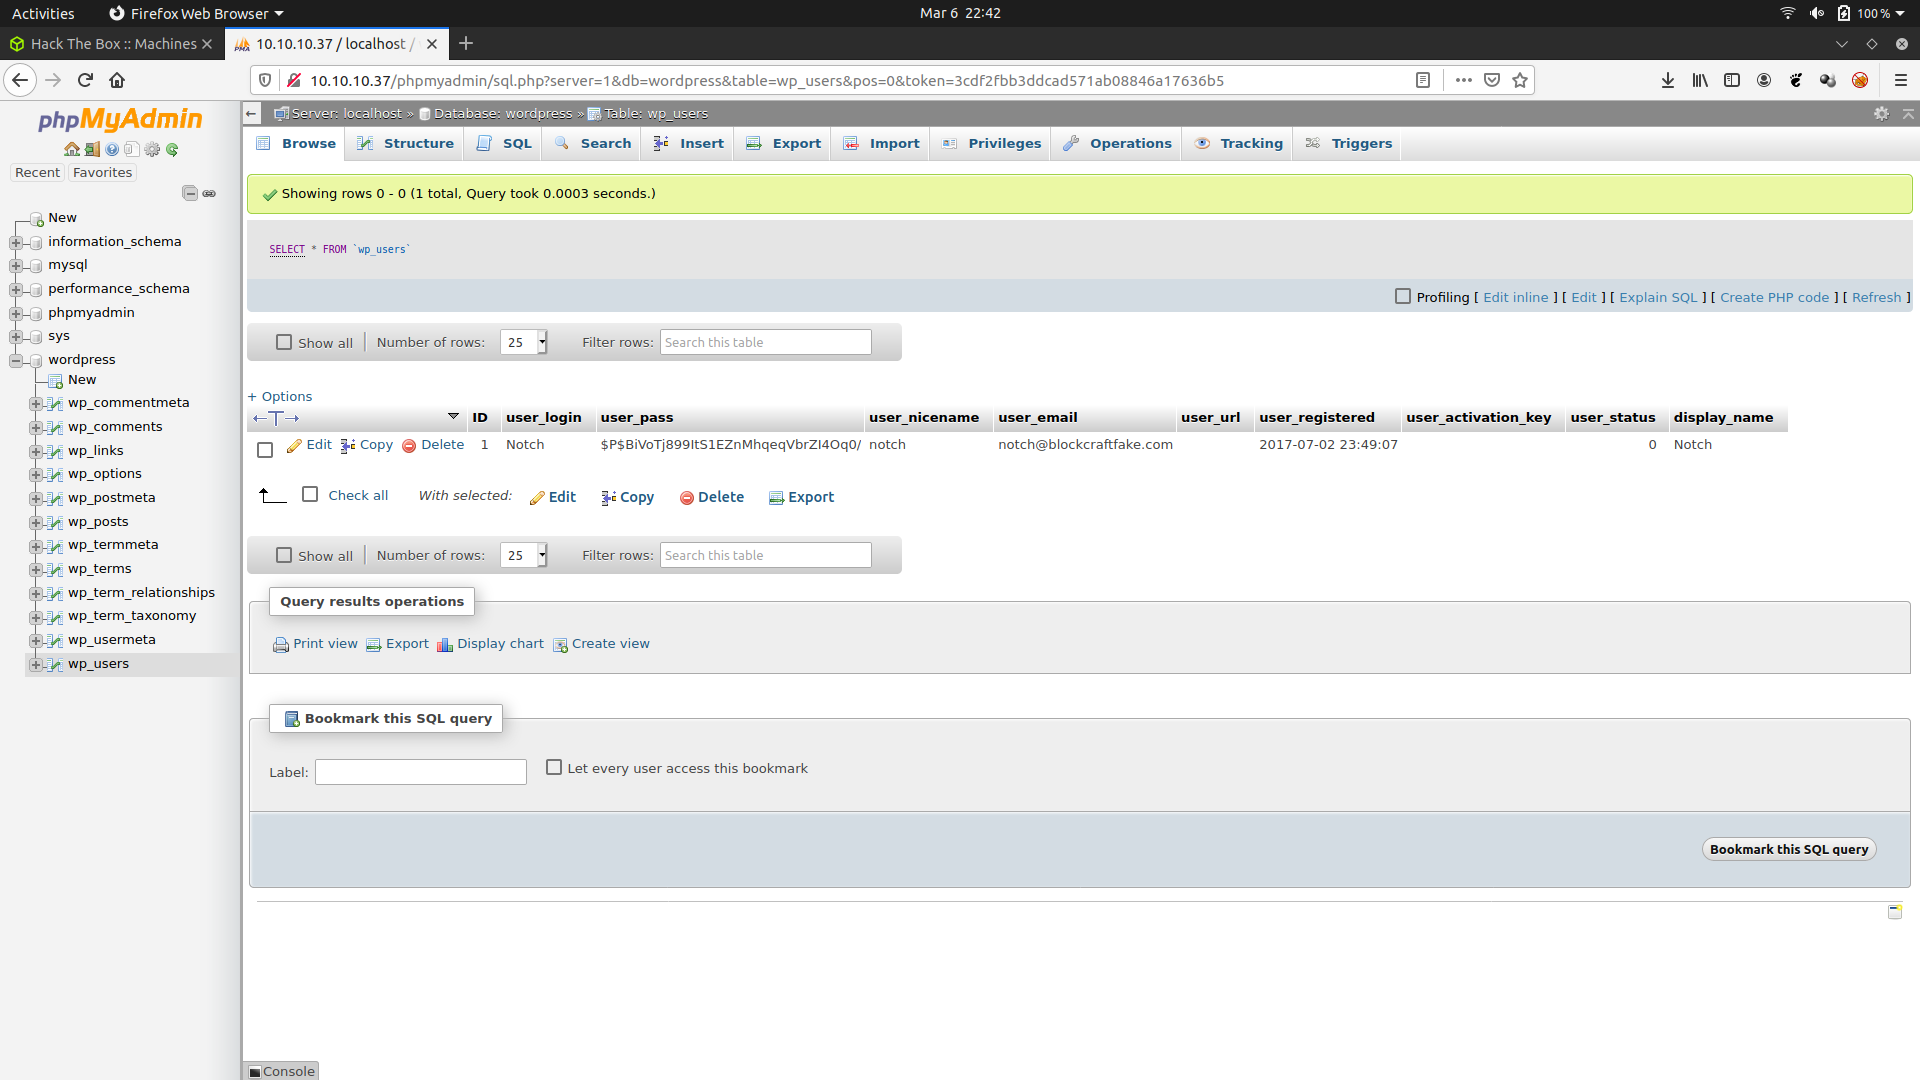 Activities Firefox Web Browser Mar 6 22:42 100 %
Hack The Box :: Machines 10.10.10.37 / localhost /
10.10.10.37/phpmyadmin/sql.php?server=1&db=wordpress&table=wp_users&pos=0&token=3cdf2fbb3ddcad571ab08846a17636b5
phpMyAdmin
Recent Favorites
New
information_schema
mysql
performance_schema
phpmyadmin
sys
wordpress
New
wp_commentmeta
wp_comments
wp_links
wp_options
wp_postmeta
wp_posts
wp_termmeta
wp_terms
wp_term_relationships
wp_term_taxonomy
wp_usermeta
wp_users
Server: localhost » Database: wordpress » Table: wp_users
Browse Structure SQL Search Insert Export Import Privileges Operations Tracking Triggers
Showing rows 0 - 0 (1 total, Query took 0.0003 seconds.)
SELECT * FROM `wp_users`
Profiling [ Edit inline ] [ Edit ] [ Explain SQL ] [ Create PHP code ] [ Refresh ]
Show all Number of rows: 25 Filter rows: Search this table
+ Options
ID user_login user_pass user_nicename user_email user_url user_registered user_activation_key user_status display_name
Edit Copy Delete 1 Notch $P$BiVoTj899ItS1EZnMhqeqVbrZI4Oq0/ notch notch@blockcraftfake.com 2017-07-02 23:49:07 0 Notch
Check all With selected: Edit Copy Delete Export
Show all Number of rows: 25 Filter rows: Search this table
Query results operations
Print view Export Display chart Create view
Bookmark this SQL query
Label: Let every user access this bookmark
Bookmark this SQL query
Console